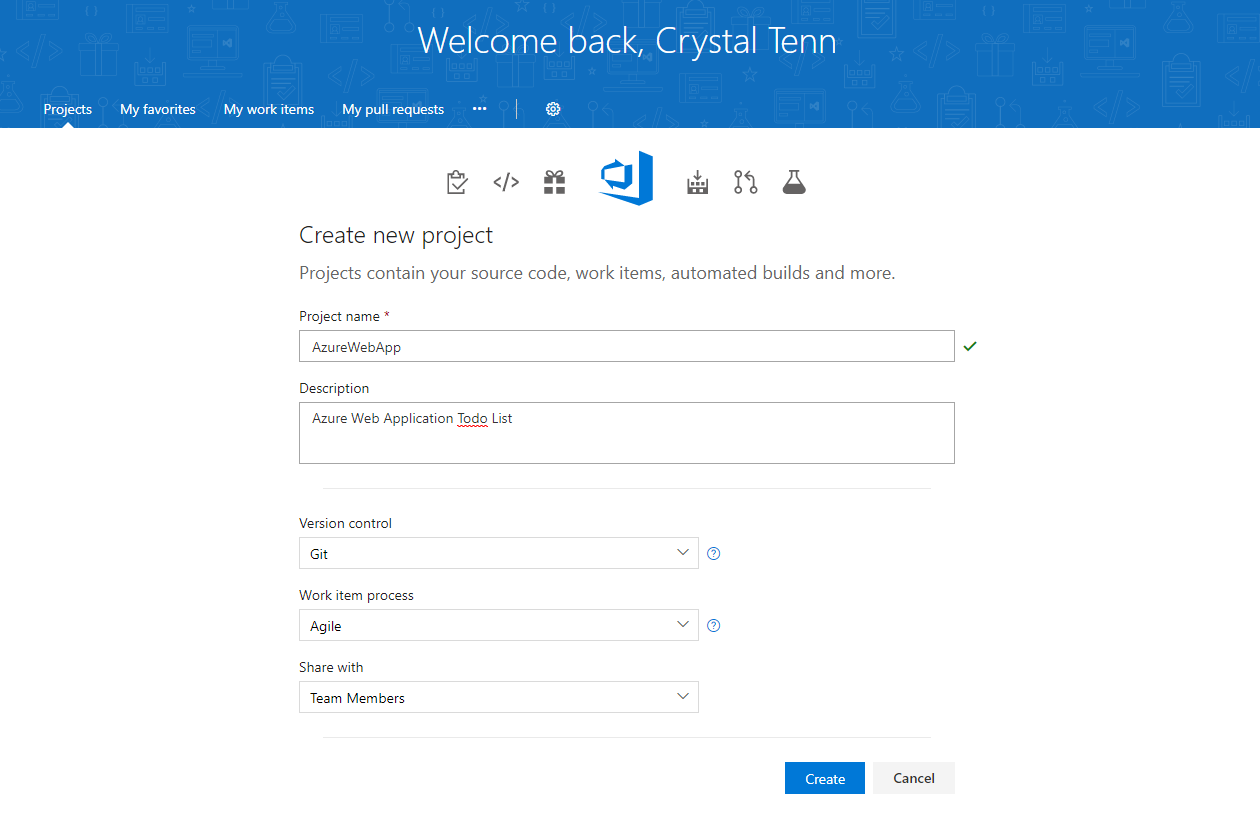 Welcome back, Crystal Tenn
Projects My favorites My work items My pull requests ···
Create new project
Projects contain your source code, work items, automated builds and more.
Project name *
AzureWebApp
Description
Azure Web Application Todo List
Version control
Git
Work item process
Agile
Share with
Team Members
Create Cancel